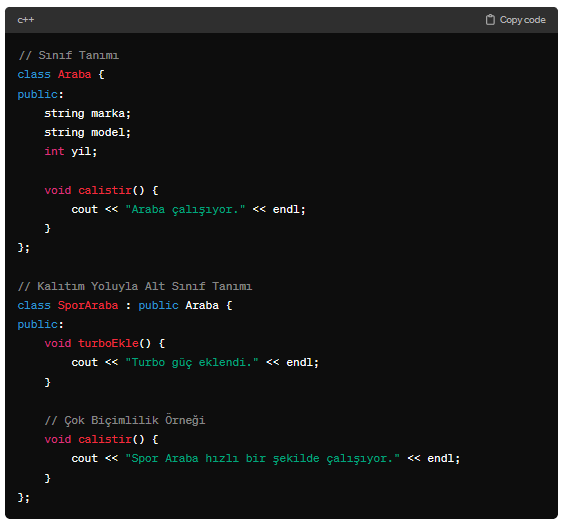 c++ Copy code
// Sınıf Tanımı
class Araba {
public:
    string marka;
    string model;
    int yil;

    void calistir() {
        cout << "Araba çalışıyor." << endl;
    }
};

// Kalıtım Yoluyla Alt Sınıf Tanımı
class SporAraba : public Araba {
public:
    void turboEkle() {
        cout << "Turbo güç eklendi." << endl;
    }

    // Çok Biçimlilik Örneği
    void calistir() {
        cout << "Spor Araba hızlı bir şekilde çalışıyor." << endl;
    }
};